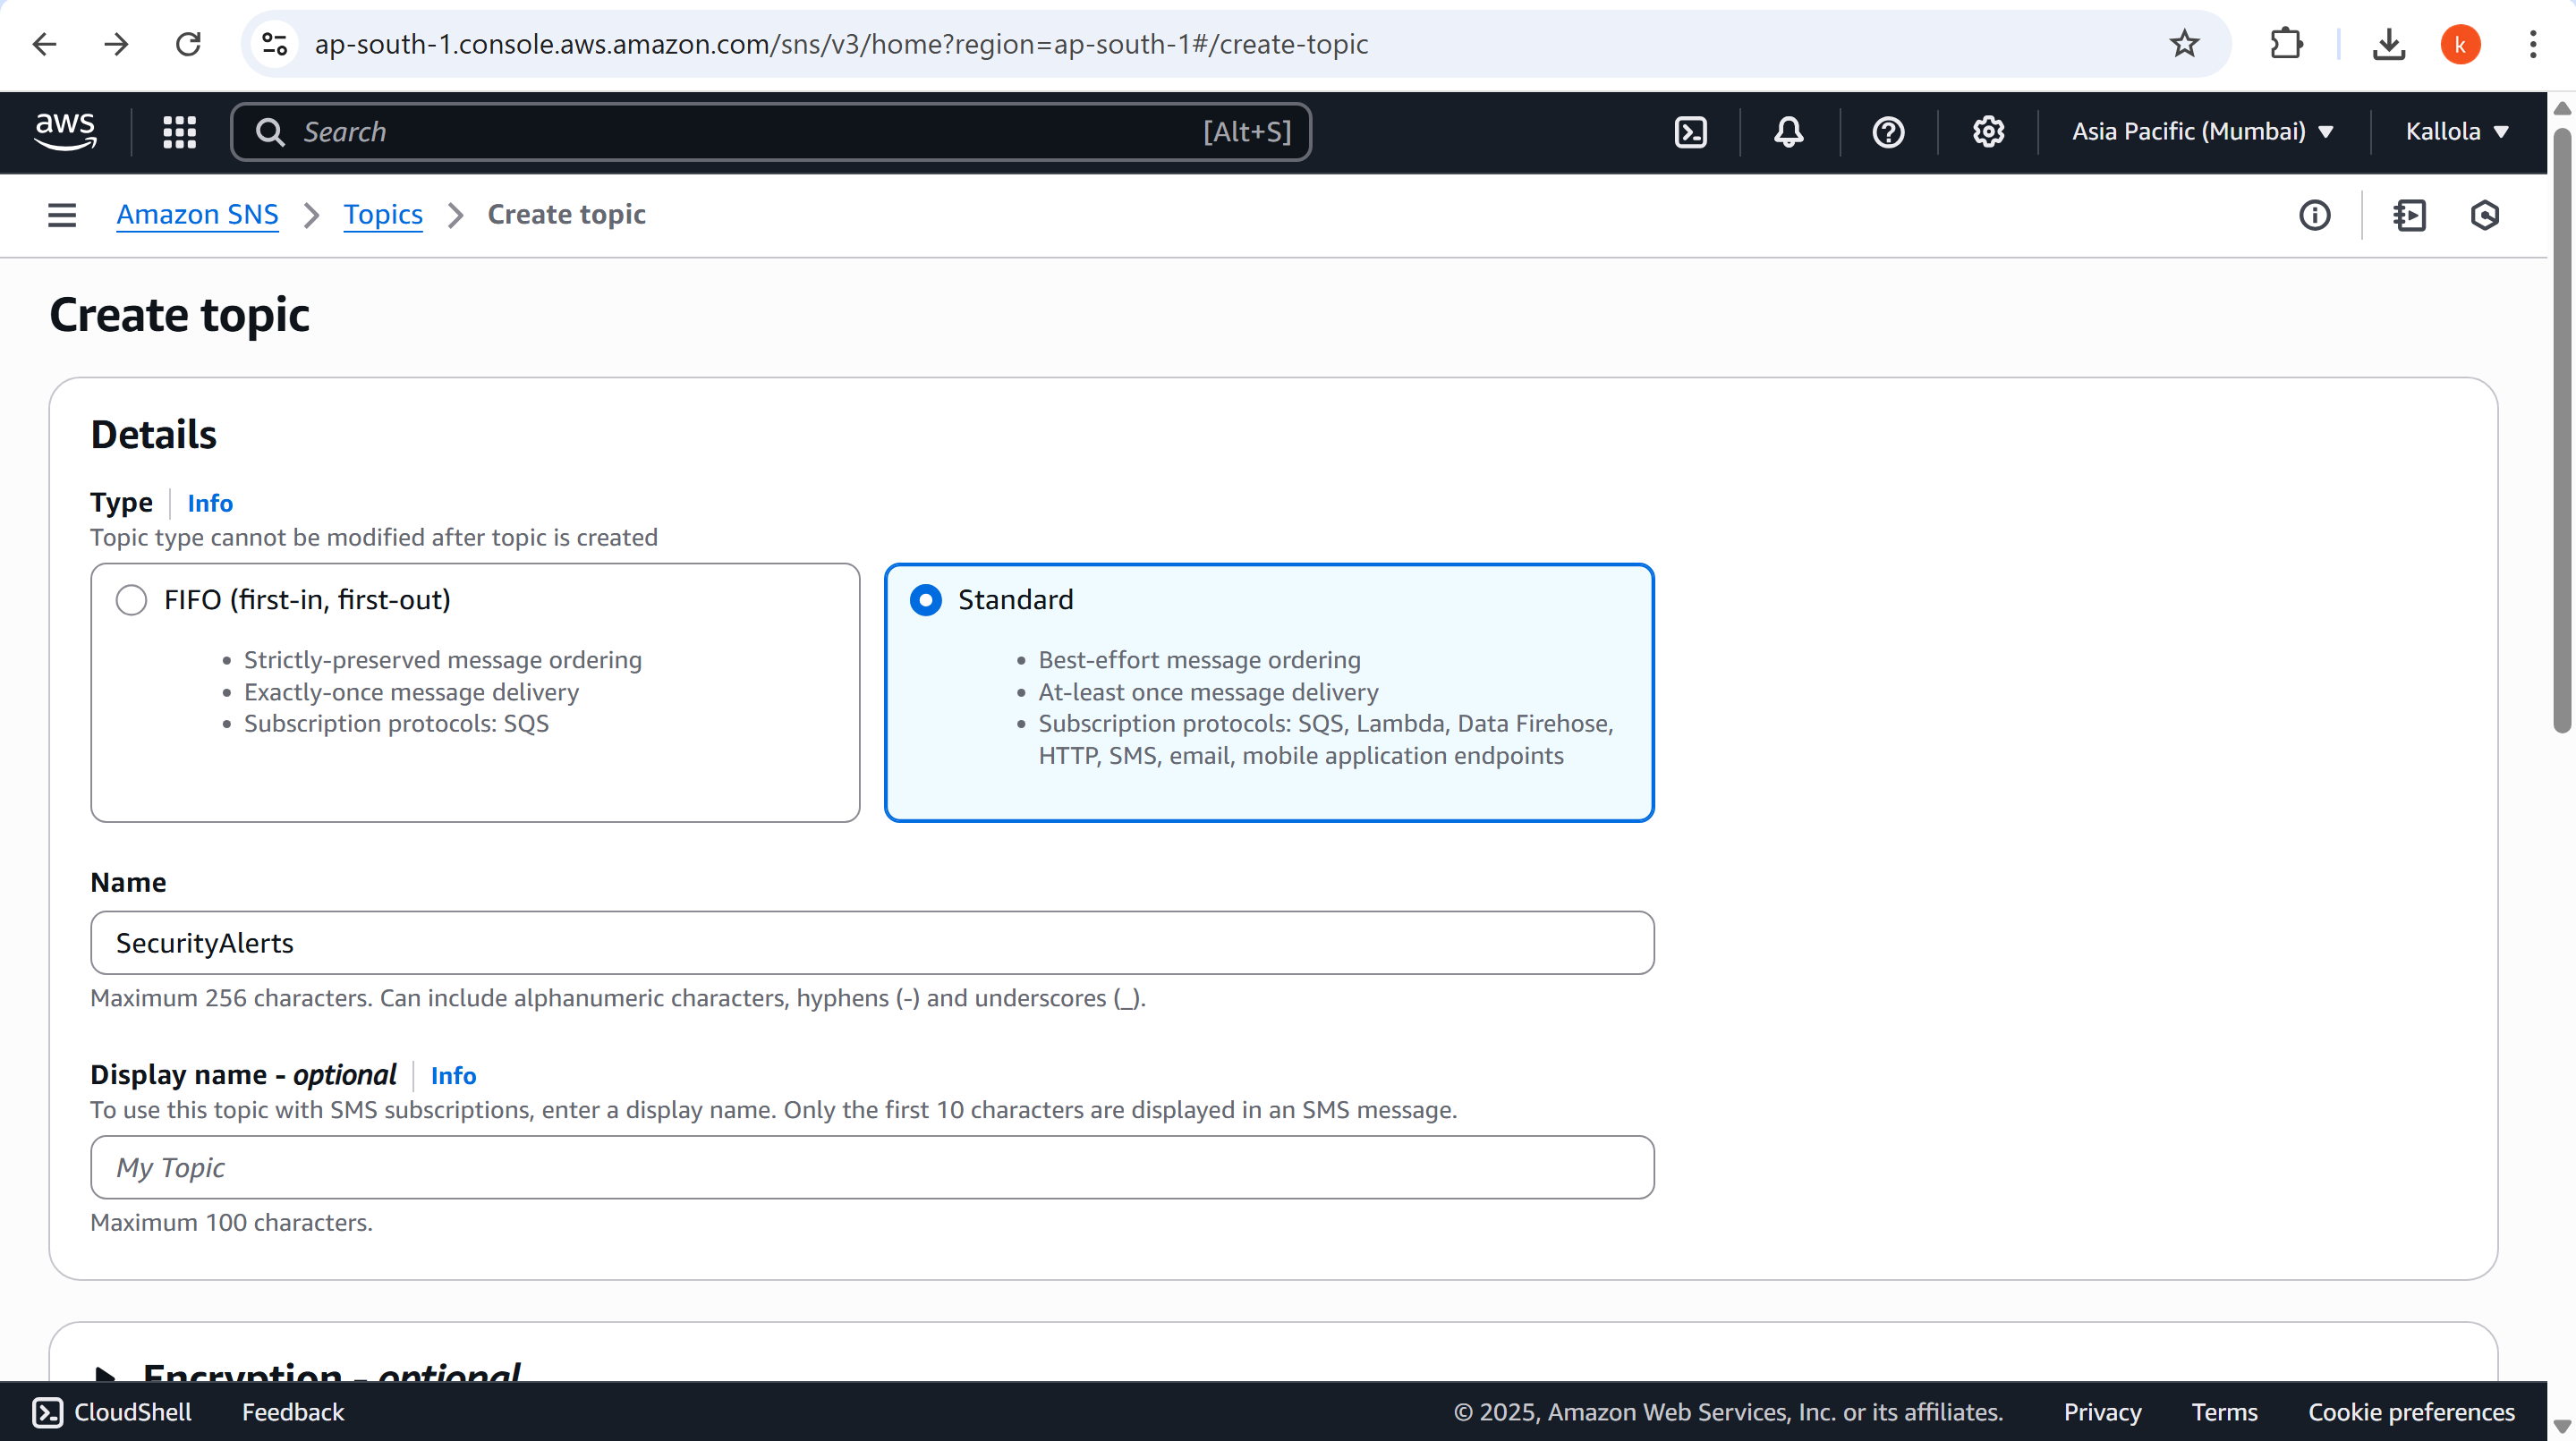 ap-south-1.console.aws.amazon.com/sns/v3/home?region=ap-south-1#/create-topic
k
aws
Search
[Alt+S]
Asia Pacific (Mumbai)
Kallola
Amazon SNS
Topics
Create topic
Create topic
Details
Type
Info
Topic type cannot be modified after topic is created
FIFO (first-in, first-out)
Strictly-preserved message ordering
Exactly-once message delivery
Subscription protocols: SQS
Standard
Best-effort message ordering
At-least once message delivery
Subscription protocols: SQS, Lambda, Data Firehose,
HTTP, SMS, email, mobile application endpoints
Name
SecurityAlerts
Maximum 256 characters. Can include alphanumeric characters, hyphens (-) and underscores (_).
Display name - optional
Info
To use this topic with SMS subscriptions, enter a display name. Only the first 10 characters are displayed in an SMS message.
My Topic
Maximum 100 characters.
Encryption - optional
CloudShell
Feedback
© 2025, Amazon Web Services, Inc. or its affiliates.
Privacy
Terms
Cookie preferences